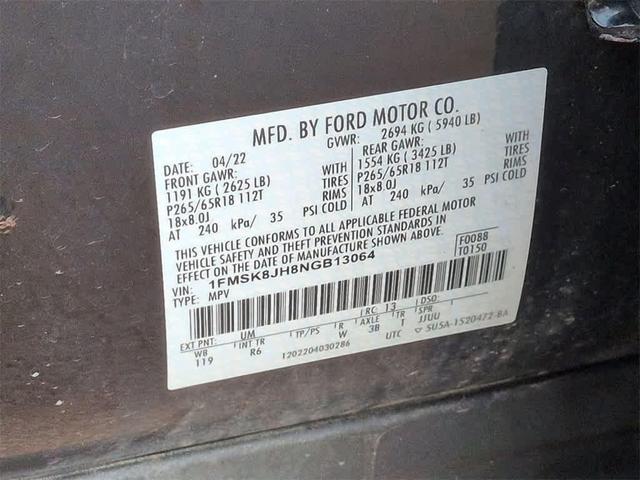 MFD. BY FORD MOTOR CO.
DATE: 04/22 GVWR: 2694 KG ( 5940 LB)
FRONT GAWR: WITH REAR GAWR: WITH
1191 KG ( 2625 LB) TIRES 1554 KG ( 3425 LB) TIRES
P265/65R18 112T RIMS P265/65R18 112T RIMS
18x8.0J 18x8.0J
AT 240 kPa/ 35 PSI COLD AT 240 kPa/ 35 PSI COLD
THIS VEHICLE CONFORMS TO ALL APPLICABLE FEDERAL MOTOR
VEHICLE SAFETY AND THEFT PREVENTION STANDARDS IN
EFFECT ON THE DATE OF MANUFACTURE SHOWN ABOVE.
VIN: 1FMSK8JH8NGB13064
TYPE: MPV
F0088
T0150
EXT PNT: UM RC: 13 DSO:
WB INT TR TP/PS R AXLE TR SPR
119 R6 W 3B T JJUU
1202204030286 UTC ▽ SU5A-1520472-BA